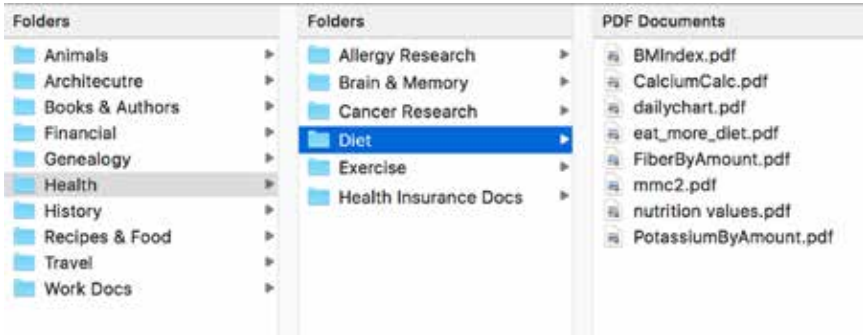 Folders
Animals
Architecutre
Books & Authors
Financial
Genealogy
Health
History
Recipes & Food
Travel
Work Docs
Folders
Allergy Research
Brain & Memory
Cancer Research
Diet
Exercise
Health Insurance Docs
PDF Documents
BMIndex.pdf
CalciumCalc.pdf
dailychart.pdf
eat_more_diet.pdf
FiberByAmount.pdf
mmc2.pdf
nutrition values.pdf
PotassiumByAmount.pdf